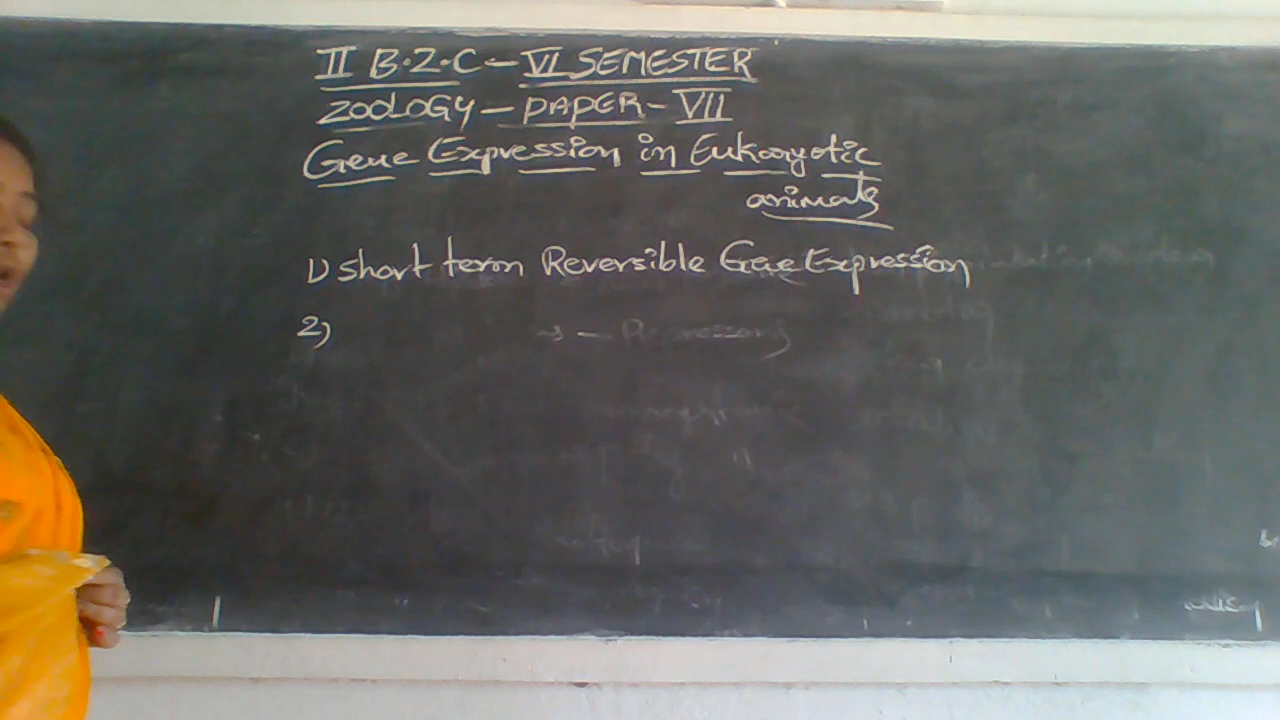 II B.Z.C - VI SEMESTER
ZOOLOGY - PAPER - VII
Gene Expression in Eukaryotic
animals
1) short term Reversible Gene Expression
2)